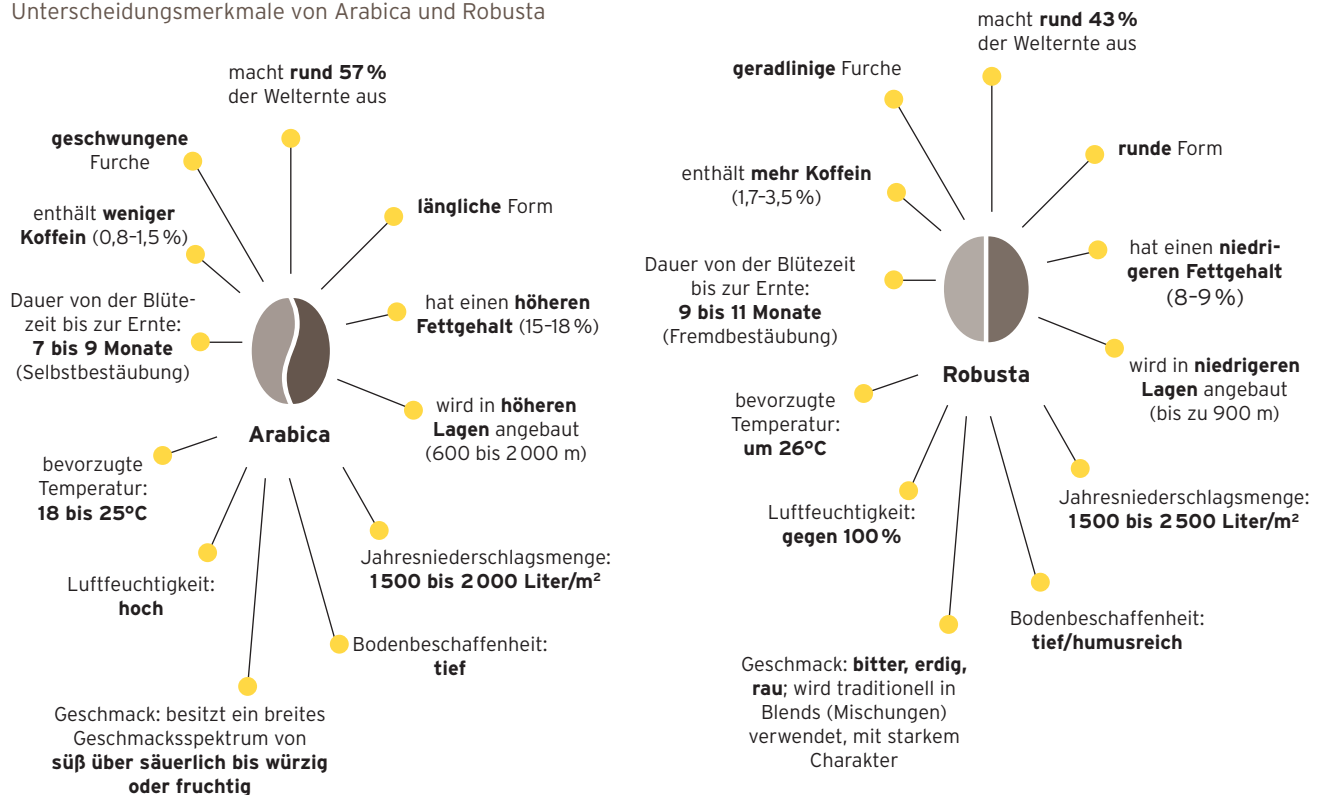 Unterscheidungsmerkmale von Arabica und Robusta
macht rund 57 %
der Welternte aus
geschwungene
Furche
längliche Form
enthält weniger
Koffein (0,8–1,5 %)
Dauer von der Blüte-
zeit bis zur Ernte:
7 bis 9 Monate
(Selbstbestäubung)
hat einen höheren
Fettgehalt (15–18 %)
wird in höheren
Lagen angebaut
(600 bis 2 000 m)
Arabica
bevorzugte
Temperatur:
18 bis 25°C
Jahresniederschlagsmenge:
1 500 bis 2 000 Liter/m²
Luftfeuchtigkeit:
hoch
Bodenbeschaffenheit:
tief
Geschmack: besitzt ein breites
Geschmacksspektrum von
süß über säuerlich bis würzig
oder fruchtig
macht rund 43 %
der Welternte aus
geradlinige Furche
runde Form
enthält mehr Koffein
(1,7–3,5 %)
Dauer von der Blütezeit
bis zur Ernte:
9 bis 11 Monate
(Fremdbestäubung)
hat einen niedri-
geren Fettgehalt
(8–9 %)
wird in niedrigeren
Lagen angebaut
(bis zu 900 m)
Robusta
bevorzugte
Temperatur:
um 26°C
Jahresniederschlagsmenge:
1 500 bis 2 500 Liter/m²
Luftfeuchtigkeit:
gegen 100 %
Bodenbeschaffenheit:
tief/humusreich
Geschmack: bitter, erdig,
rau; wird traditionell in
Blends (Mischungen)
verwendet, mit starkem
Charakter